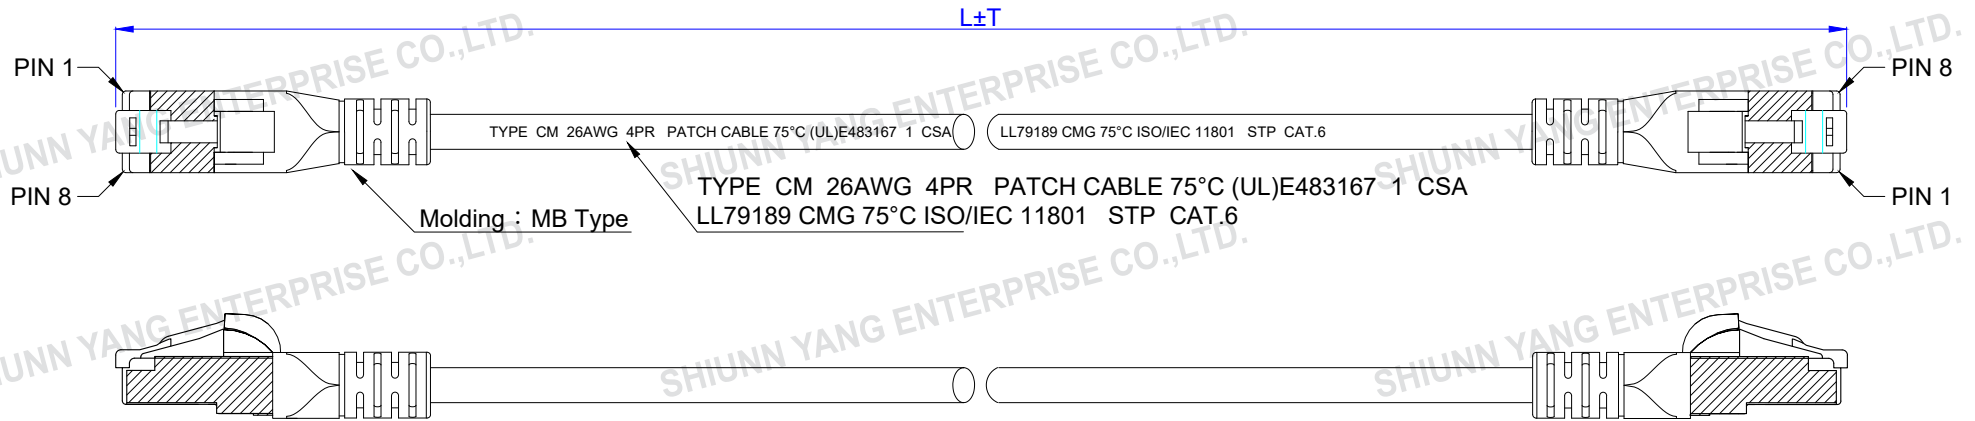 L±T
SHIUNN YANG ENTERPRISE CO.,LTD.
SHIUNN YANG ENTERPRISE CO.,LTD.
SHIUNN YANG ENTERPRISE CO.,LTD.
PIN 1
PIN 8
TYPE CM 26AWG 4PR PATCH CABLE 75°C (UL)E483167 1 CSA
LL79189 CMG 75°C ISO/IEC 11801 STP CAT.6
PIN 8
PIN 1
TYPE CM 26AWG 4PR PATCH CABLE 75°C (UL)E483167 1 CSA
LL79189 CMG 75°C ISO/IEC 11801 STP CAT.6
Molding：MB Type
SHIUNN YANG ENTERPRISE CO.,LTD.
SHIUNN YANG ENTERPRISE CO.,LTD.
SHIUNN YANG ENTERPRISE CO.,LTD.